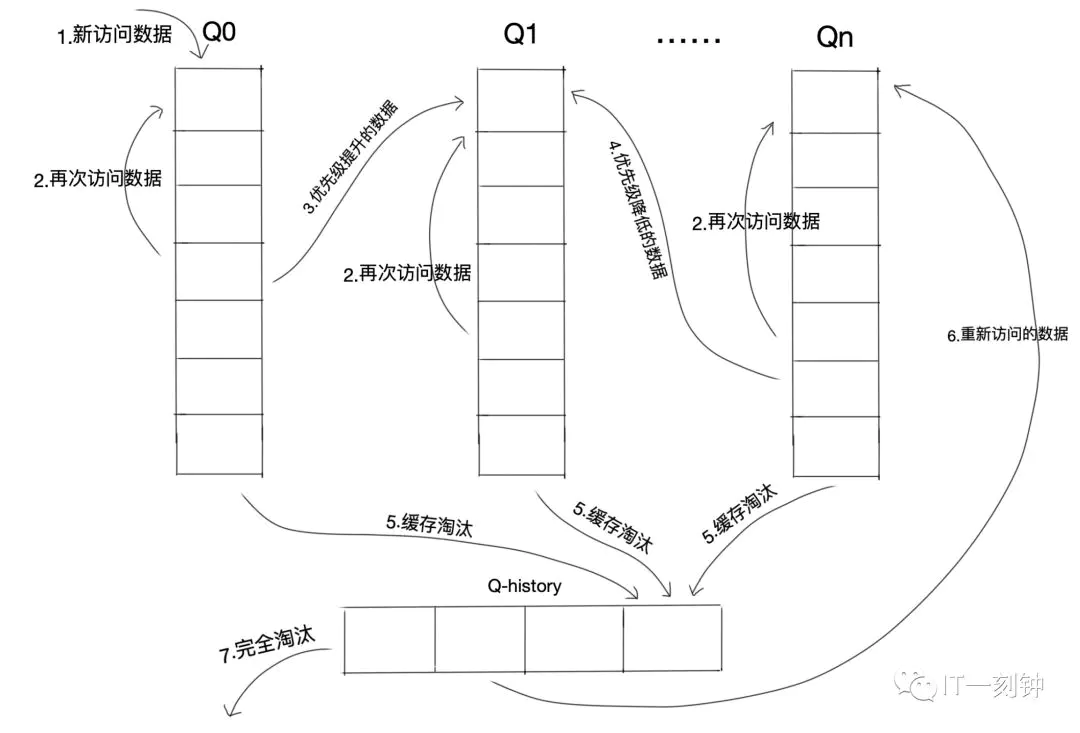 1.新访问数据
Q0
Q1
......
Qn
2.再次访问数据
3.优先级提升的数据
2.再次访问数据
4.优先级降低的数据
2.再次访问数据
6.重新访问的数据
5.缓存淘汰
5.缓存淘汰
5.缓存淘汰
Q-history
7.完全淘汰
IT一刻钟